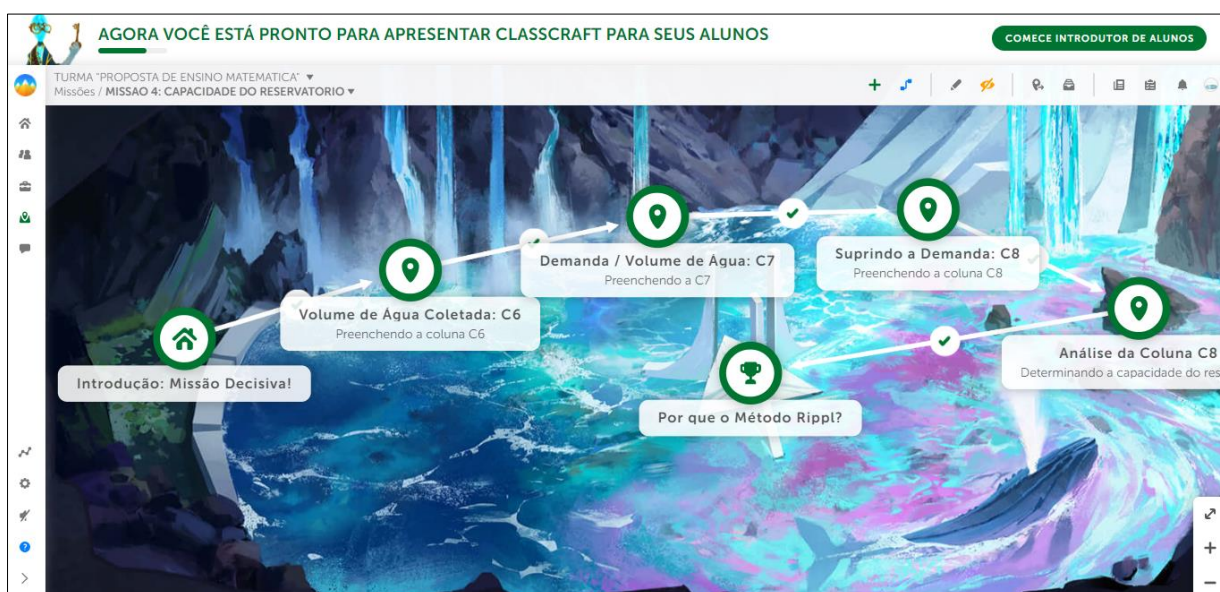 AGORA VOCÊ ESTÁ PRONTO PARA APRESENTAR CLASSCRAFT PARA SEUS ALUNOS
COMECE INTRODUTOR DE ALUNOS
TURMA "PROPOSTA DE ENSINO MATEMATICA"
Missões / MISSAO 4: CAPACIDADE DO RESERVATORIO
Introdução: Missão Decisiva!
Volume de Água Coletada: C6
Preenchendo a coluna C6
Demanda / Volume de Água: C7
Preenchendo a C7
Suprindo a Demanda: C8
Preenchendo a coluna C8
Análise da Coluna C8
Determinando a capacidade do res
Por que o Método Rippl?